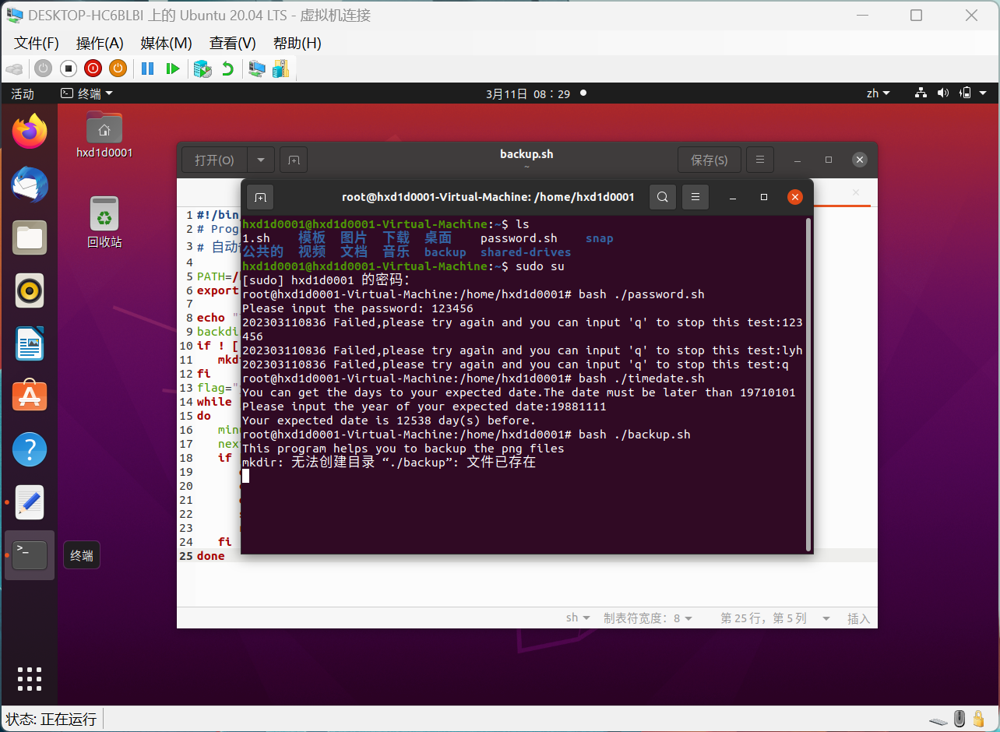 DESKTOP-HC6BLBI 上的 Ubuntu 20.04 LTS - 虚拟机连接
文件(F) 操作(A) 媒体(M) 查看(V) 帮助(H)
活动 终端 3月11日 08：29 zh
hxd1d0001
回收站
打开(O) backup.sh 保存(S)
~
root@hxd1d0001-Virtual-Machine: /home/hxd1d0001
1 #!/bin
2 # Prog
3 # 自动
4
5 PATH=/
6 export
7
8 echo "
9 backdi
10 if ! [
11 mkd
12 fi
13 flag="
14 while
15 do
16 min
17 nex
18 if
19
20
21
22
23
24 fi
25 done
hxd1d0001@hxd1d0001-Virtual-Machine:~$ ls
1.sh 模板 图片 下载 桌面 password.sh snap
公共的 视频 文档 音乐 backup shared-drives
hxd1d0001@hxd1d0001-Virtual-Machine:~$ sudo su
[sudo] hxd1d0001 的密码：
root@hxd1d0001-Virtual-Machine:/home/hxd1d0001# bash ./password.sh
Please input the password: 123456
202303110836 Failed,please try again and you can input 'q' to stop this test:123
456
202303110836 Failed,please try again and you can input 'q' to stop this test:lyh
202303110836 Failed,please try again and you can input 'q' to stop this test:q
root@hxd1d0001-Virtual-Machine:/home/hxd1d0001# bash ./timedate.sh
You can get the days to your expected date.The date must be later than 19710101
Please input the year of your expected date:19881111
Your expected date is 12538 day(s) before.
root@hxd1d0001-Virtual-Machine:/home/hxd1d0001# bash ./backup.sh
This program helps you to backup the png files
mkdir: 无法创建目录 “./backup”: 文件已存在
终端
sh 制表符宽度：8 第 25 行，第 5 列 插入
状态: 正在运行